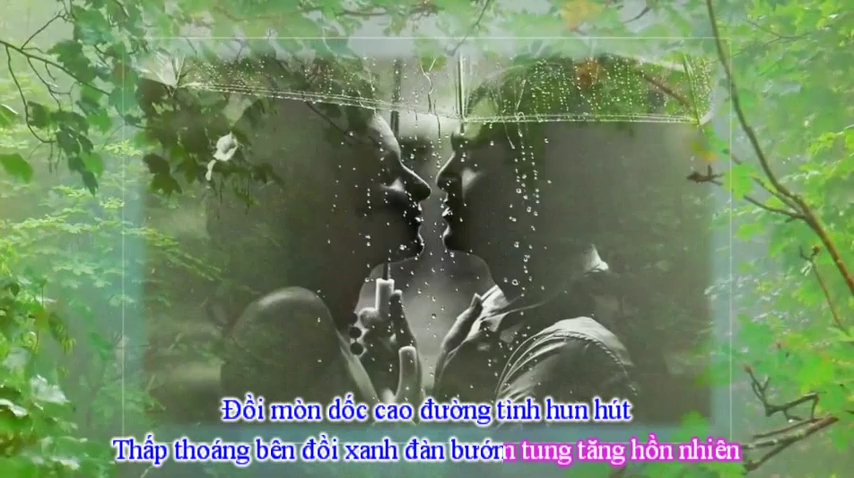 Đồi mòn dốc cao đường tình hun hút
Thấp thoáng bên đồi xanh đàn bướm tung tăng hồn nhiên